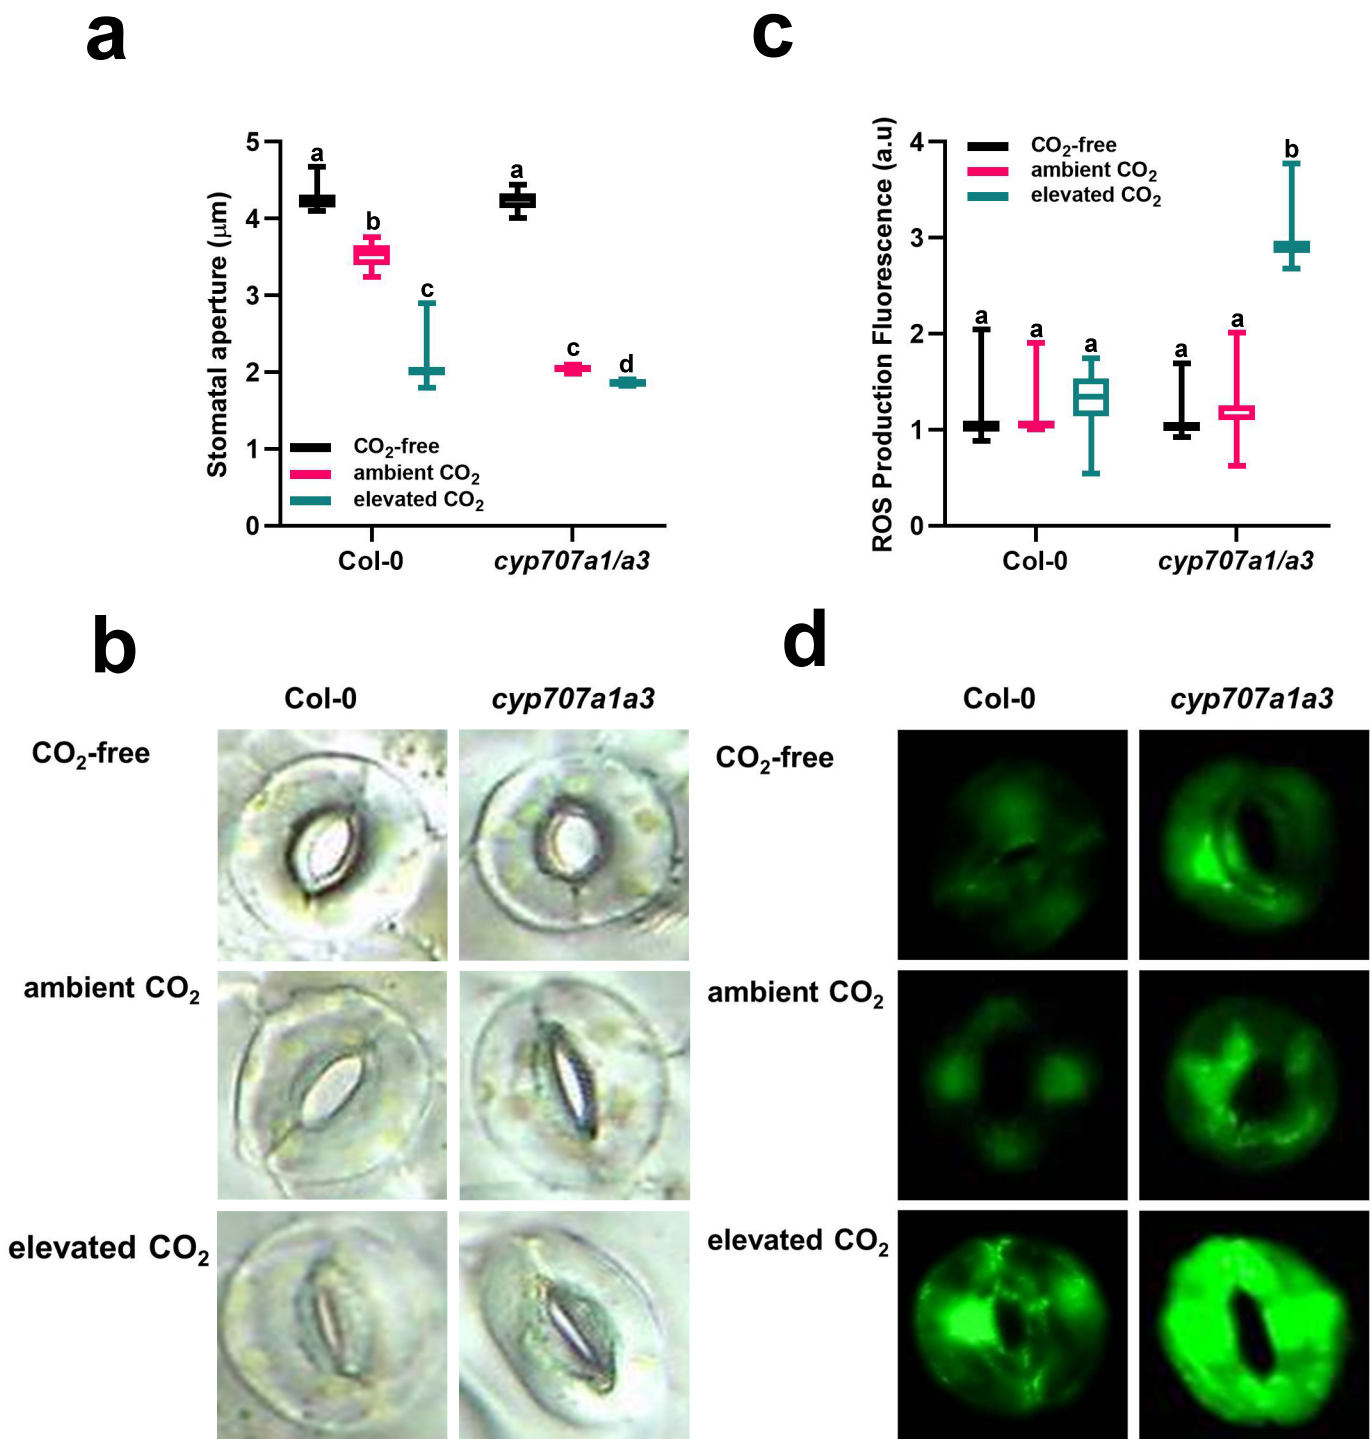 a
Stomatal aperture (μm)
5
4
3
2
1
0
a
b
c
a
c
d
CO₂-free
ambient CO₂
elevated CO₂
Col-0
cyp707a1/a3
c
ROS Production Fluorescence (a.u)
4
3
2
1
0
CO₂-free
ambient CO₂
elevated CO₂
a
a
a
a
a
b
Col-0
cyp707a1/a3
b
Col-0
cyp707a1a3
CO₂-free
ambient CO₂
elevated CO₂
d
Col-0
cyp707a1a3
CO₂-free
ambient CO₂
elevated CO₂